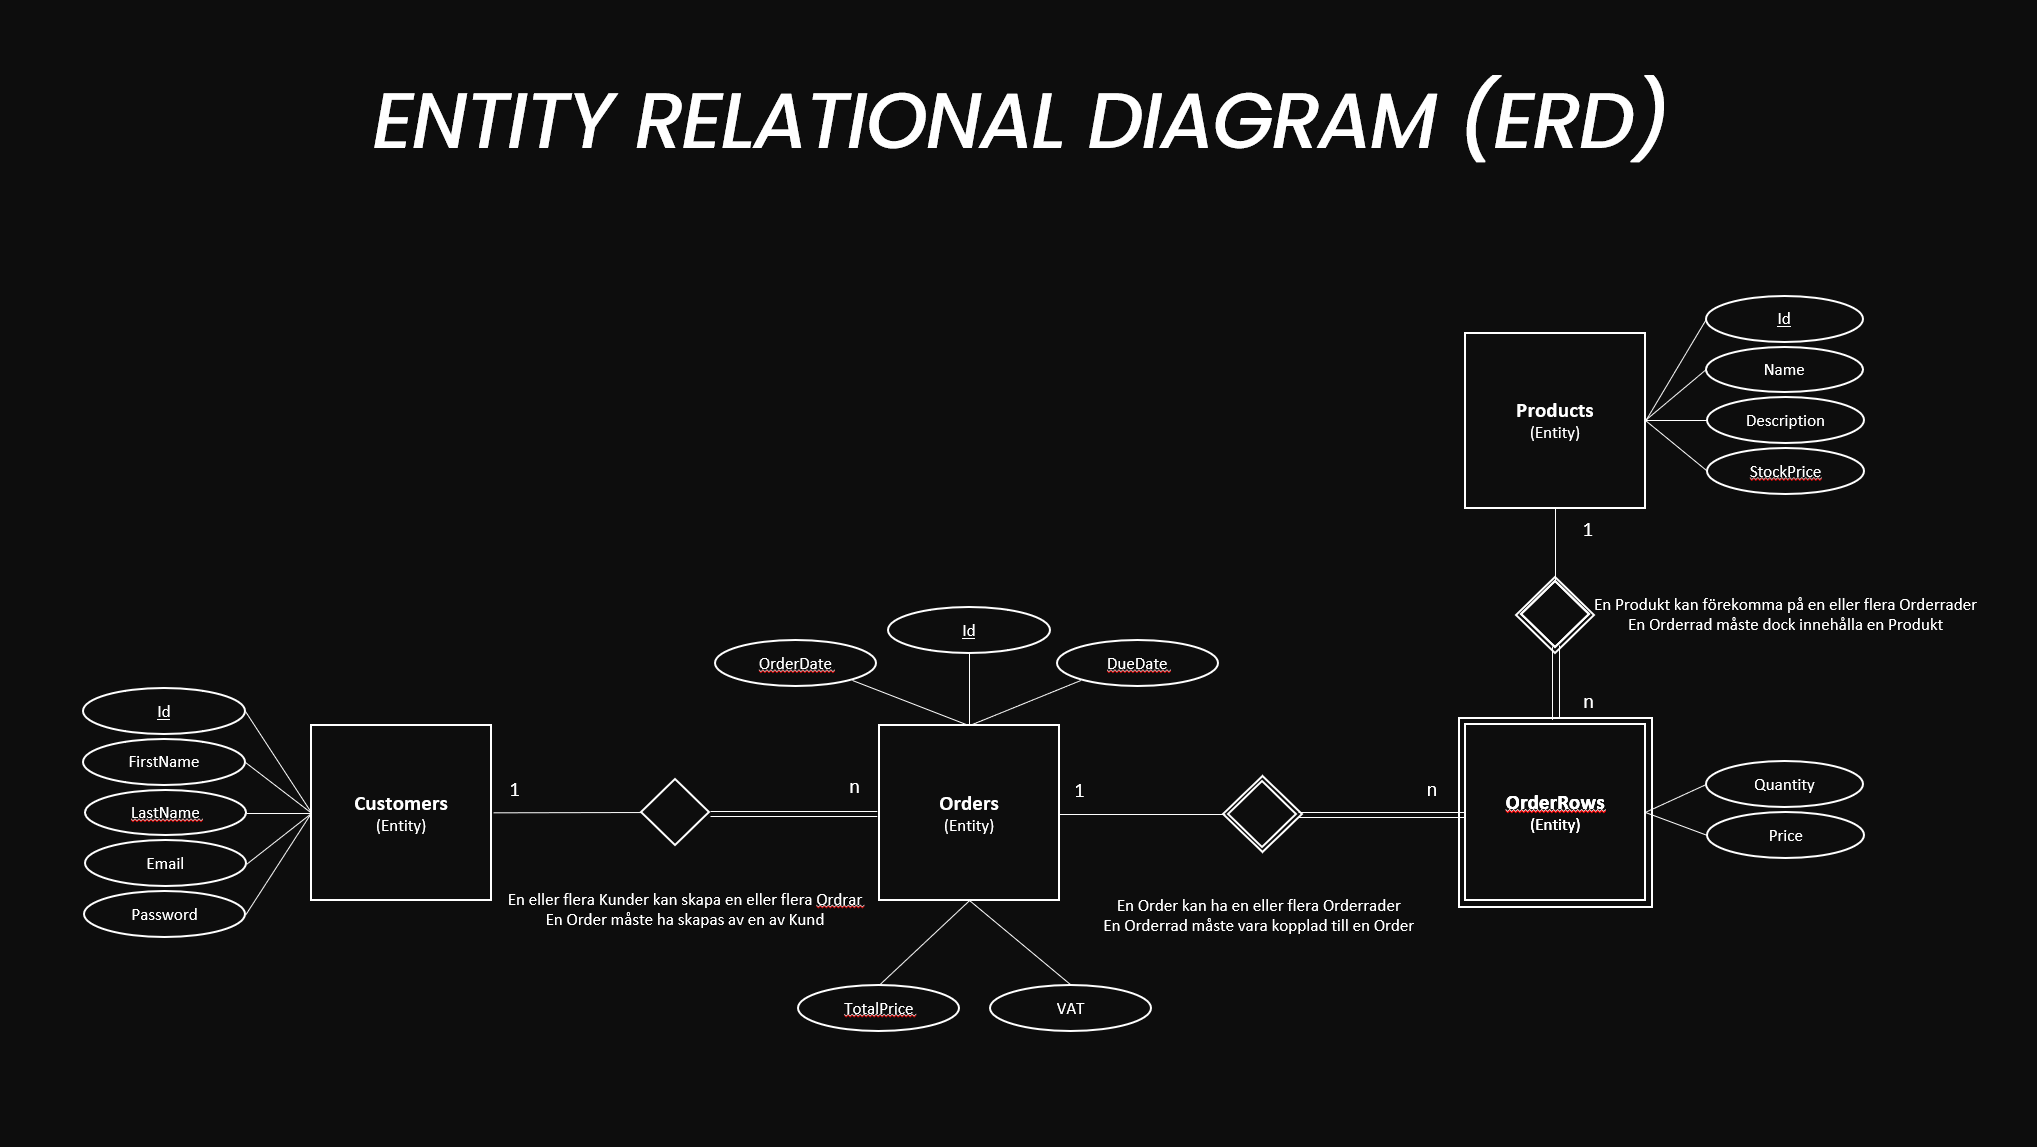 ENTITY RELATIONAL DIAGRAM (ERD)
Id
Name
Description
StockPrice
Products
(Entity)
1
En Produkt kan förekomma på en eller flera Orderrader
En Orderrad måste dock innehålla en Produkt
n
Id
OrderDate
DueDate
Id
FirstName
LastName
Email
Password
Customers
(Entity)
1
n
Orders
(Entity)
1
n
OrderRows
(Entity)
Quantity
Price
En eller flera Kunder kan skapa en eller flera Ordrar
En Order måste ha skapas av en av Kund
En Order kan ha en eller flera Orderrader
En Orderrad måste vara kopplad till en Order
TotalPrice
VAT